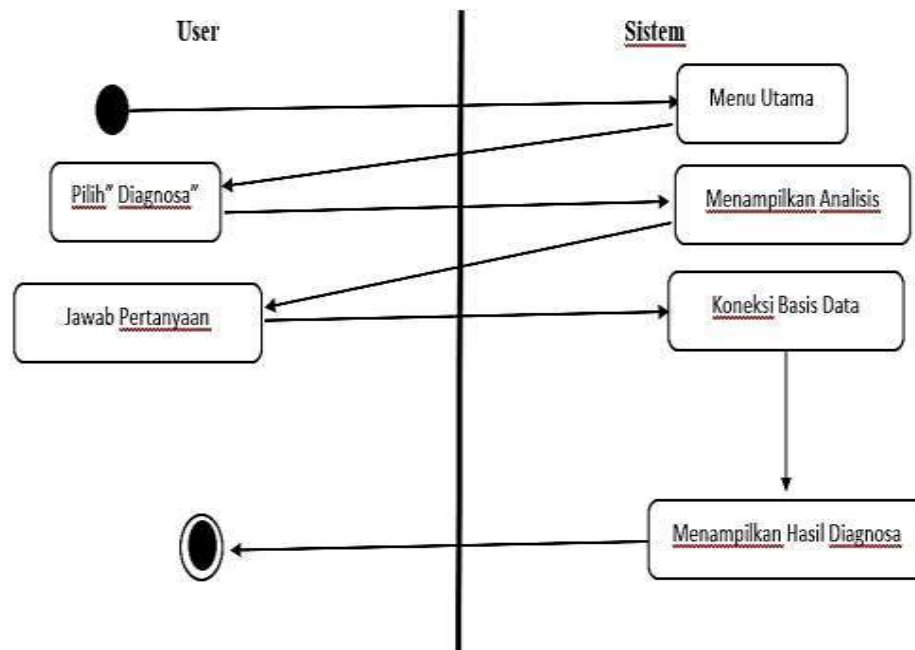 User
Sistem
Menu Utama
Pilih" Diagnosa"
Menampilkan Analisis
Jawab Pertanyaan
Koneksi Basis Data
Menampilkan Hasil Diagnosa